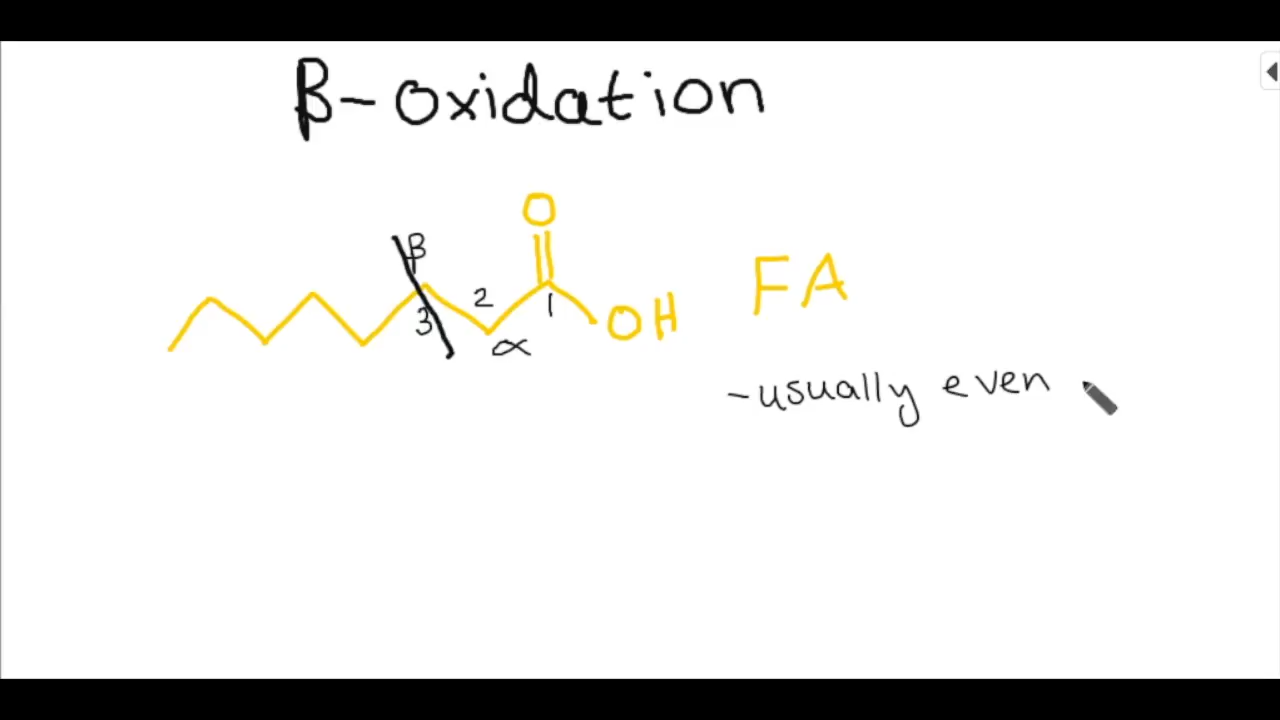 β-oxidation
O
β
2
3
1
OH
α
FA
-usually even